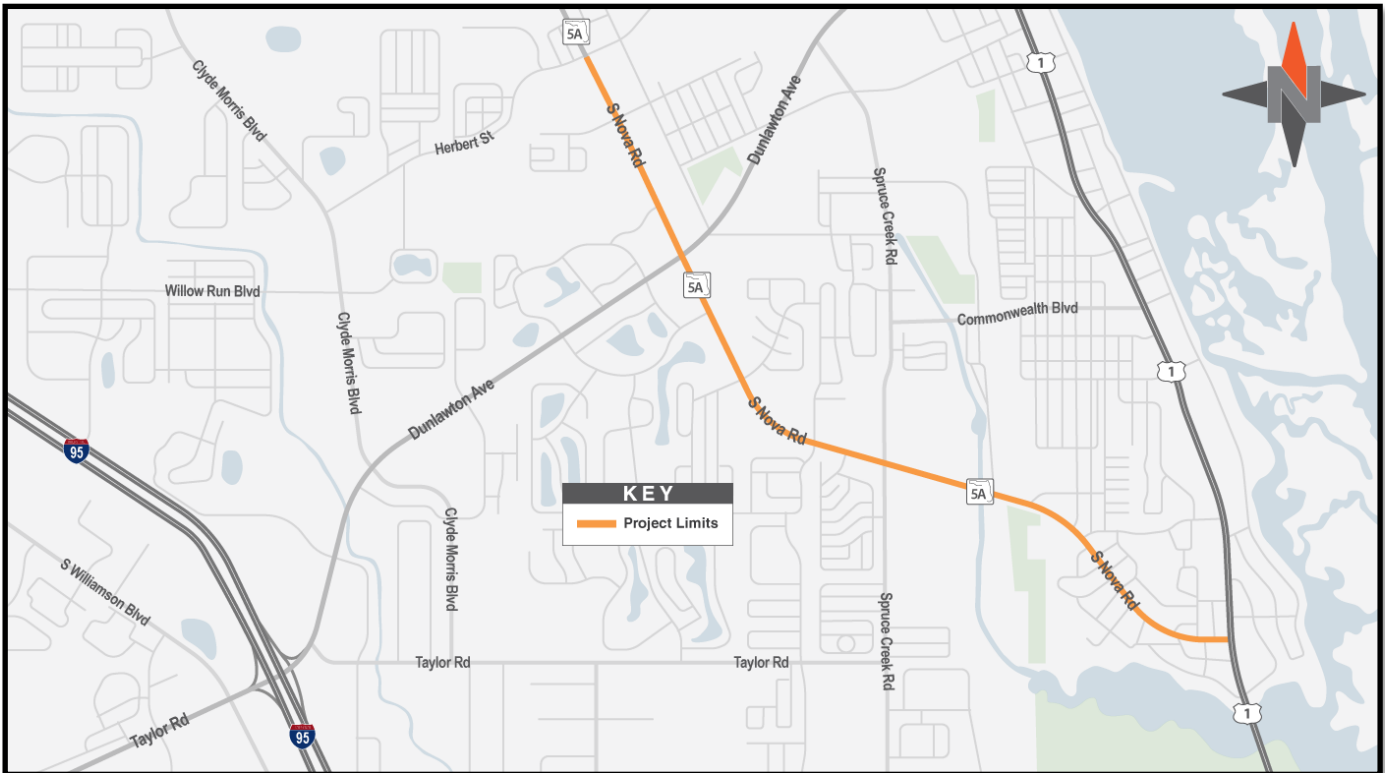 5A
1
Clyde Morris Blvd
S Nova Rd
Dunlawton Ave
N
Herbert St
Spruce Creek Rd
Willow Run Blvd
5A
Commonwealth Blvd
Clyde Morris Blvd
1
Dunlawton Ave
S Nova Rd
95
KEY
Project Limits
5A
Clyde Morris Blvd
S Williamson Blvd
S Nova Rd
Spruce Creek Rd
Taylor Rd
Taylor Rd
Taylor Rd
95
1